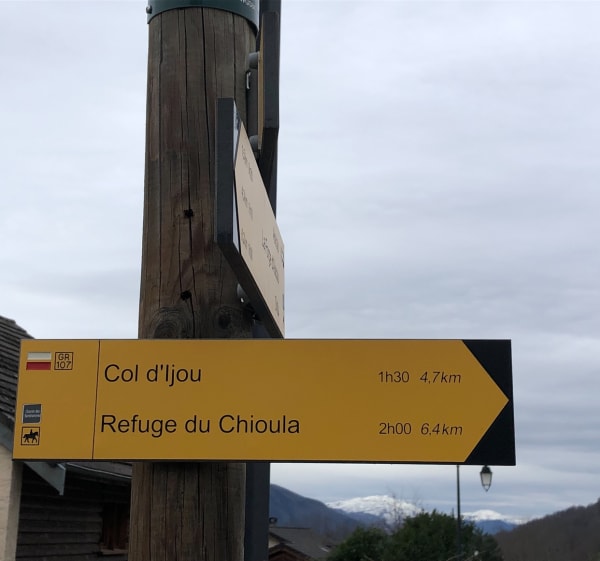 GR
107
Col d'Ijou 1h30 4,7km
Refuge du Chioula 2h00 6,4km